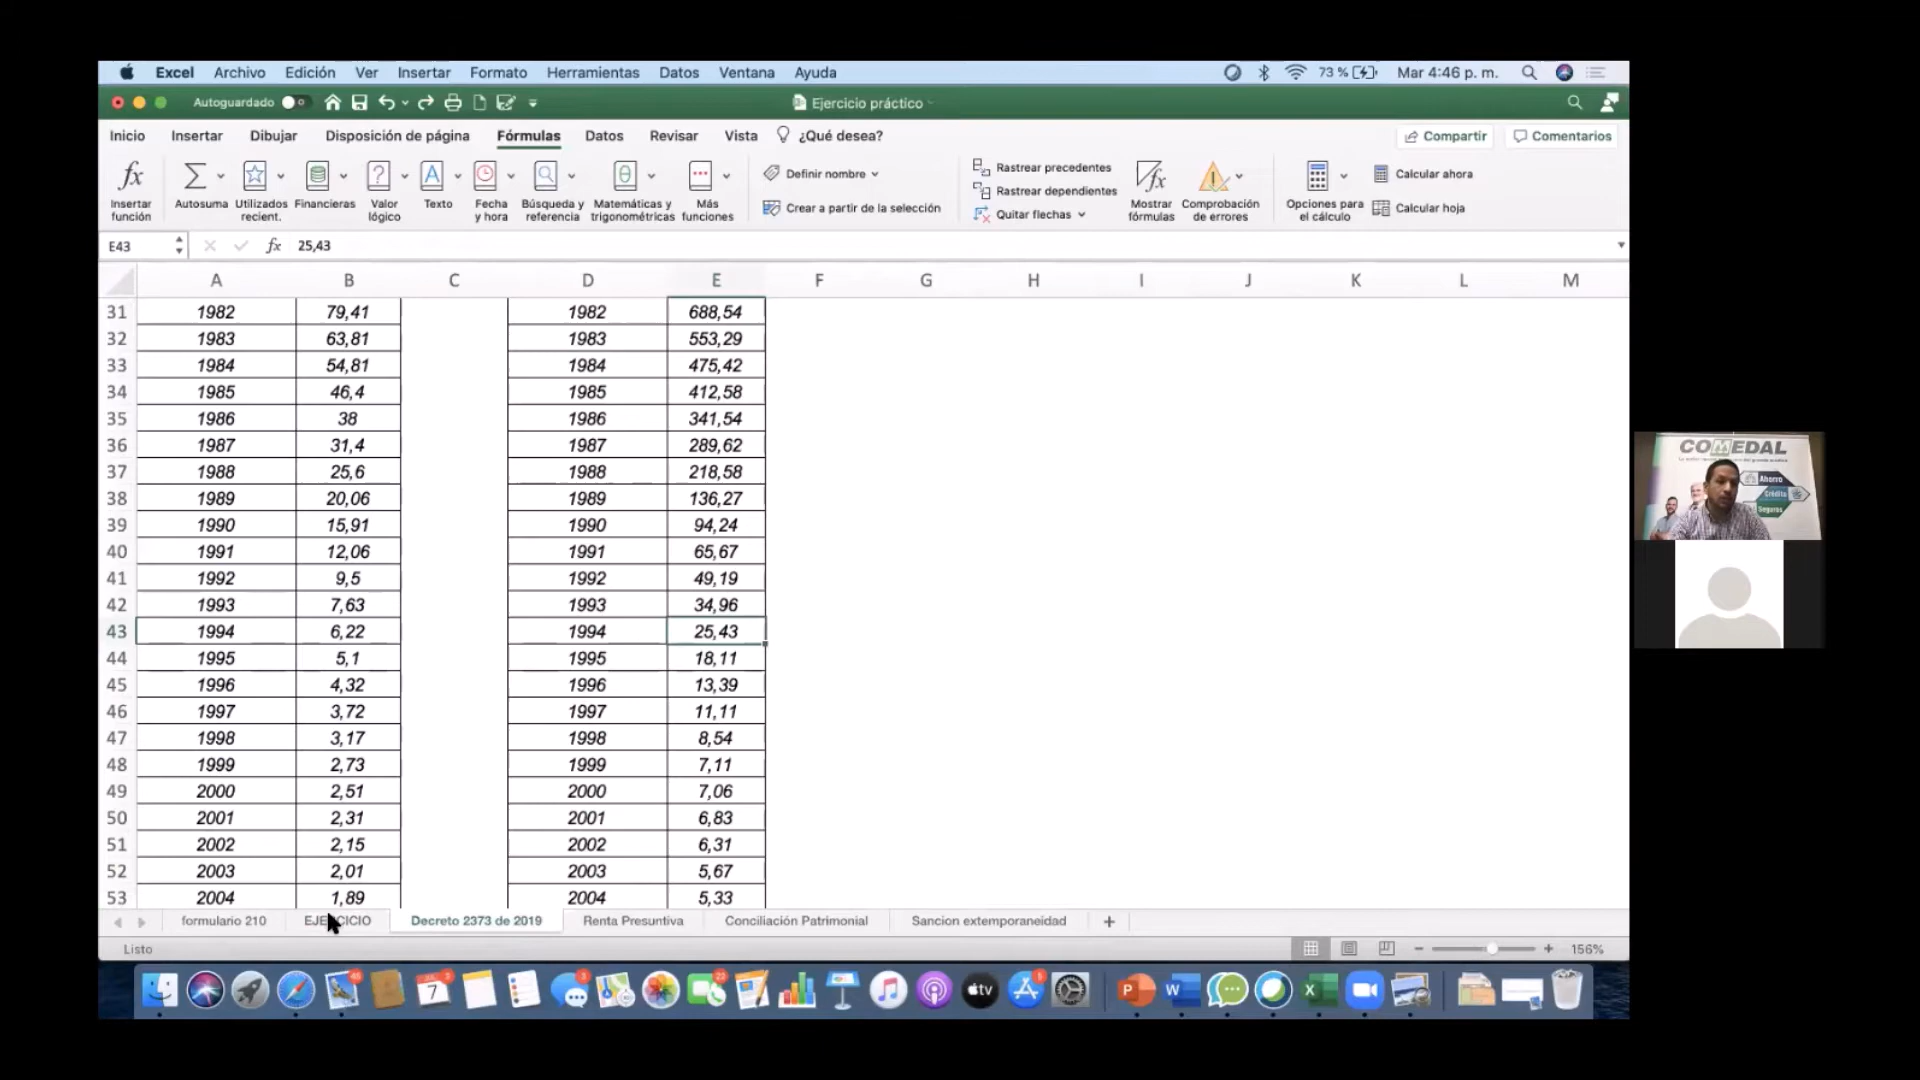 Excel Archivo Edición Ver Insertar Formato Herramientas Datos Ventana Ayuda 73 % Mar 4:46 p. m.
Autoguardado Ejercicio práctico
Inicio Insertar Dibujar Disposición de página Fórmulas Datos Revisar Vista ¿Qué desea? Compartir Comentarios
Insertar función
Autosuma
Utilizados recient.
Financieras
Valor lógico
Texto
Fecha y hora
Búsqueda y referencia
Matemáticas y trigonométricas
Más funciones
Definir nombre
Crear a partir de la selección
Rastrear precedentes
Rastrear dependientes
Quitar flechas
Mostrar fórmulas
Comprobación de errores
Opciones para el cálculo
Calcular ahora
Calcular hoja
E43 fx 25,43
A B C D E F G H I J K L M
31 1982 79,41 1982 688,54
32 1983 63,81 1983 553,29
33 1984 54,81 1984 475,42
34 1985 46,4 1985 412,58
35 1986 38 1986 341,54
36 1987 31,4 1987 289,62
37 1988 25,6 1988 218,58
38 1989 20,06 1989 136,27
39 1990 15,91 1990 94,24
40 1991 12,06 1991 65,67
41 1992 9,5 1992 49,19
42 1993 7,63 1993 34,96
43 1994 6,22 1994 25,43
44 1995 5,1 1995 18,11
45 1996 4,32 1996 13,39
46 1997 3,72 1997 11,11
47 1998 3,17 1998 8,54
48 1999 2,73 1999 7,11
49 2000 2,51 2000 7,06
50 2001 2,31 2001 6,83
51 2002 2,15 2002 6,31
52 2003 2,01 2003 5,67
53 2004 1,89 2004 5,33
formulario 210 EJERCICIO Decreto 2373 de 2019 Renta Presuntiva Conciliación Patrimonial Sancion extemporaneidad
Listo 156%
COMEDAL
Ahorro
Crédito
Seguros